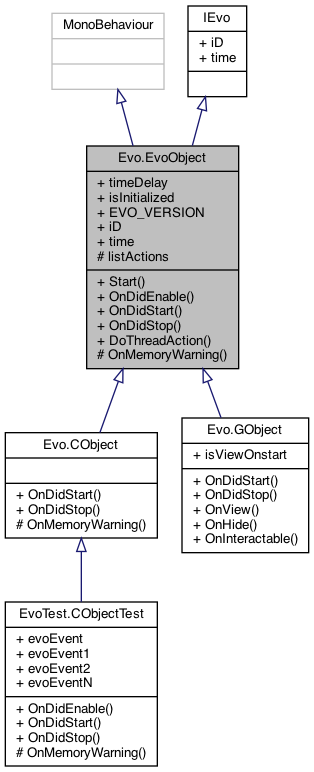 MonoBehaviour
IEvo
+ iD
+ time
Evo.EvoObject
+ timeDelay
+ isInitialized
+ EVO_VERSION
+ iD
+ time
# listActions
+ Start()
+ OnDidEnable()
+ OnDidStart()
+ OnDidStop()
+ DoThreadAction()
# OnMemoryWarning()
Evo.CObject
+ OnDidStart()
+ OnDidStop()
# OnMemoryWarning()
Evo.GObject
+ isViewOnstart
+ OnDidStart()
+ OnDidStop()
+ OnView()
+ OnHide()
+ OnInteractable()
EvoTest.CObjectTest
+ evoEvent
+ evoEvent1
+ evoEvent2
+ evoEventN
+ OnDidEnable()
+ OnDidStart()
+ OnDidStop()
# OnMemoryWarning()